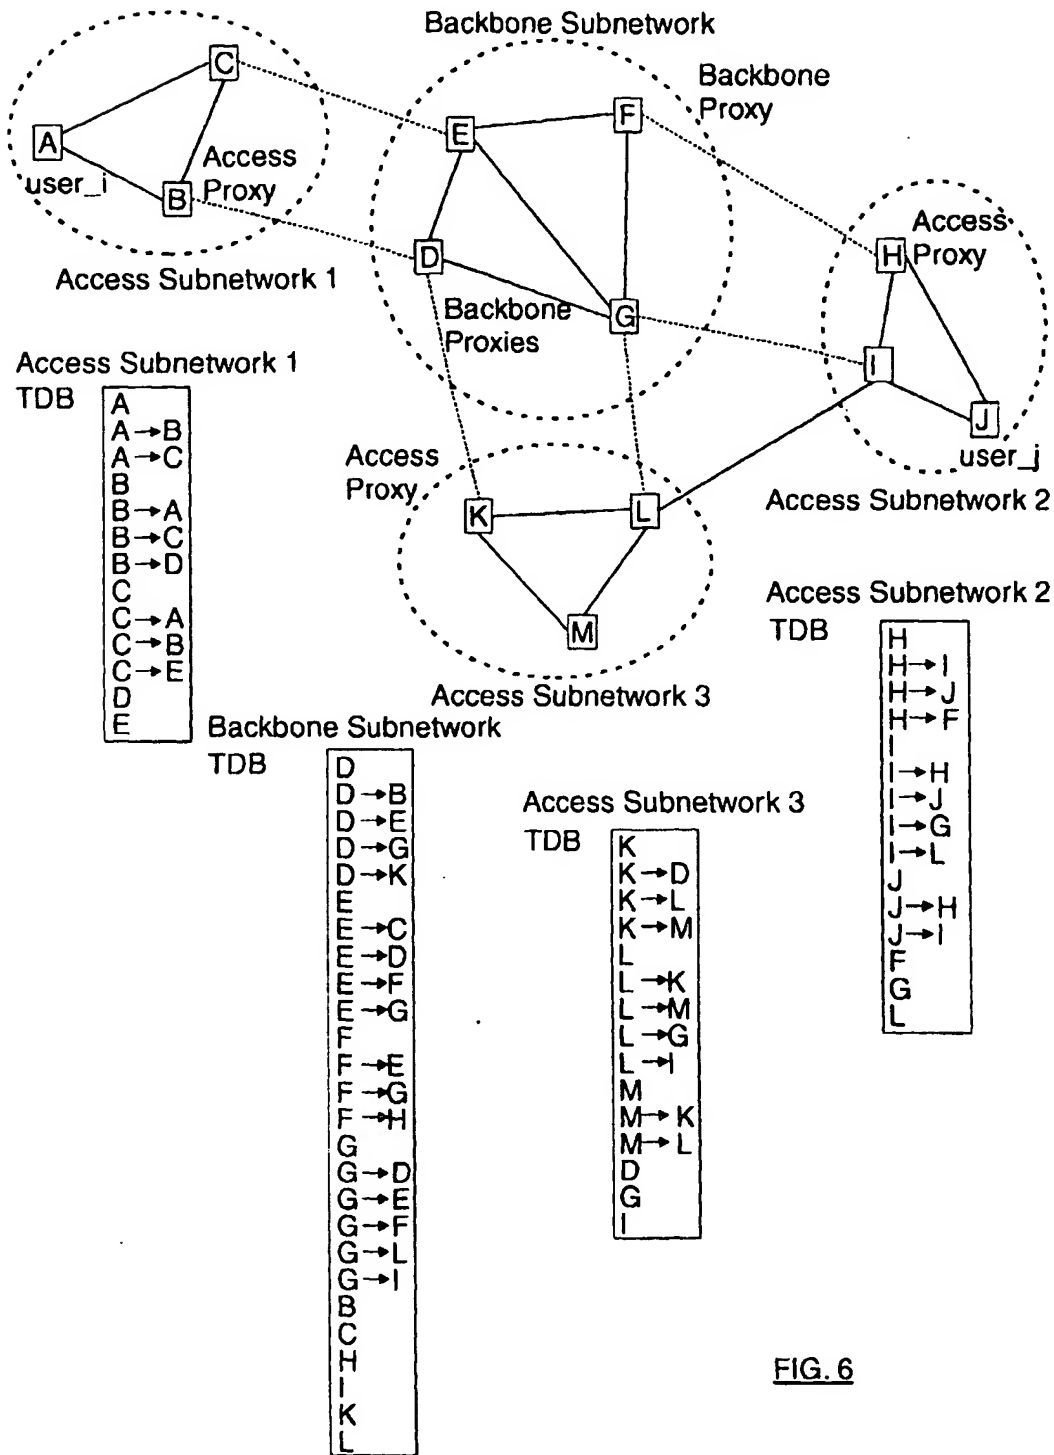 Backbone Subnetwork
C
Backbone
Proxy
E
F
A
user_i
Access
Proxy
B
D
H
Access
Proxy
Access Subnetwork 1
Backbone
Proxies
G
I
J
user_j
Access Subnetwork 2
Access
Proxy
K
L
M
Access Subnetwork 3
Access Subnetwork 1
TDB
A
A→B
A→C
B
B→A
B→C
B→D
C
C→A
C→B
C→E
D
E
Backbone Subnetwork
TDB
D
D→B
D→E
D→G
D→K
E
E→C
E→D
E→F
E→G
F
F→E
F→G
F→H
G
G→D
G→E
G→F
G→L
G→I
B
C
H
I
K
L
Access Subnetwork 3
TDB
K
K→D
K→L
K→M
L
L→K
L→M
L→G
L→I
M
M→K
M→L
D
G
I
Access Subnetwork 2
TDB
H
H→I
H→J
H→F
I
I→H
I→J
I→G
I→L
J
J→H
J→I
F
G
L
FIG. 6